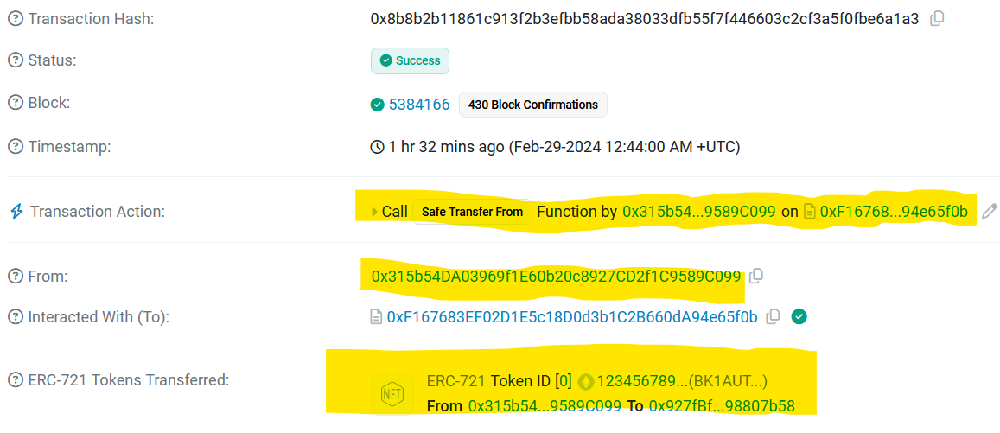 Transaction Hash: 0x8b8b2b11861c913f2b3efbb58ada38033dfb55f7f446603c2cf3a5f0fbe6a1a3
Status: Success
Block: 5384166 430 Block Confirmations
Timestamp: 1 hr 32 mins ago (Feb-29-2024 12:44:00 AM +UTC)
Transaction Action: Call Safe Transfer From Function by 0x315b54...9589C099 on 0xF16768...94e65f0b
From: 0x315b54DA03969f1E60b20c8927CD2f1C9589C099
Interacted With (To): 0xF167683EF02D1E5c18D0d3b1C2B660dA94e65f0b
ERC-721 Tokens Transferred: NFT ERC-721 Token ID [0] 123456789...(BK1AUT...)
From 0x315b54...9589C099 To 0x927fBf...98807b58